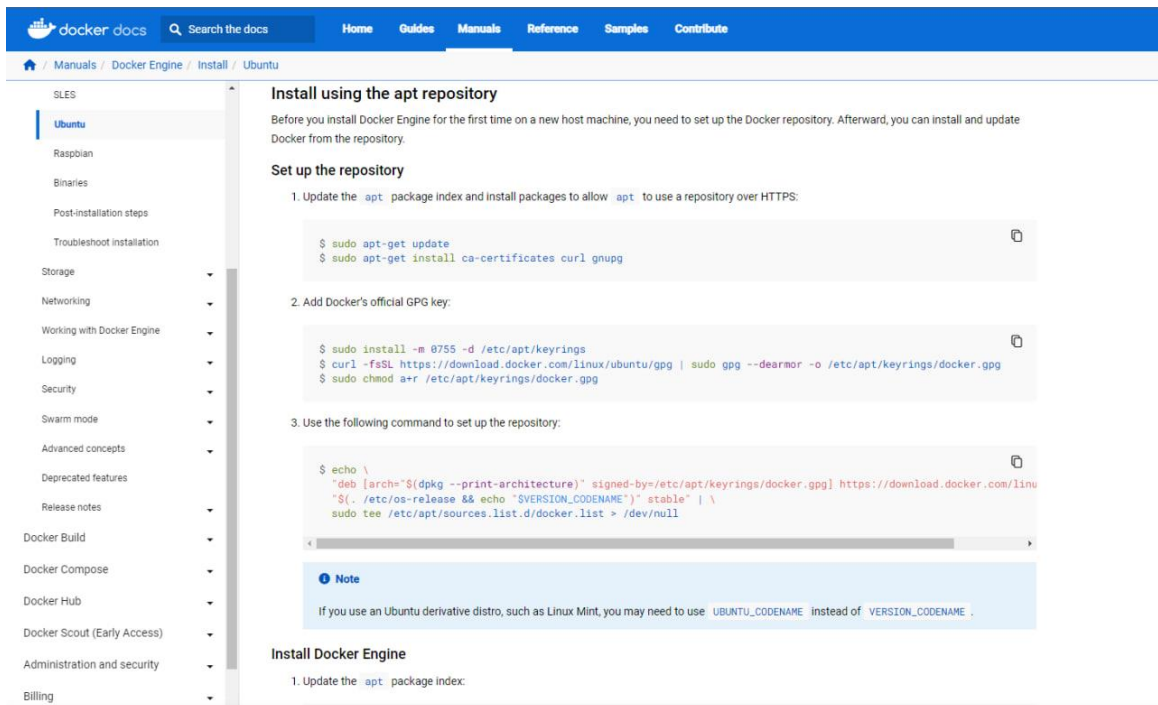 docker docs
Search the docs
Home
Guides
Manuals
Reference
Samples
Contribute
/ Manuals / Docker Engine / Install / Ubuntu
SLES
Ubuntu
Raspbian
Binaries
Post-installation steps
Troubleshoot installation
Storage
Networking
Working with Docker Engine
Logging
Security
Swarm mode
Advanced concepts
Deprecated features
Release notes
Docker Build
Docker Compose
Docker Hub
Docker Scout (Early Access)
Administration and security
Billing
Install using the apt repository
Before you install Docker Engine for the first time on a new host machine, you need to set up the Docker repository. Afterward, you can install and update
Docker from the repository.
Set up the repository
1. Update the apt package index and install packages to allow apt to use a repository over HTTPS:
$ sudo apt-get update
$ sudo apt-get install ca-certificates curl gnupg
2. Add Docker's official GPG key:
$ sudo install -m 0755 -d /etc/apt/keyrings
$ curl -fsSL https://download.docker.com/linux/ubuntu/gpg | sudo gpg --dearmor -o /etc/apt/keyrings/docker.gpg
$ sudo chmod a+r /etc/apt/keyrings/docker.gpg
3. Use the following command to set up the repository:
$ echo \
"deb [arch="$(dpkg --print-architecture)" signed-by=/etc/apt/keyrings/docker.gpg] https://download.docker.com/linu
"$(. /etc/os-release && echo "$VERSION_CODENAME")" stable" | \
sudo tee /etc/apt/sources.list.d/docker.list > /dev/null
Note
If you use an Ubuntu derivative distro, such as Linux Mint, you may need to use UBUNTU_CODENAME instead of VERSION_CODENAME .
Install Docker Engine
1. Update the apt package index: